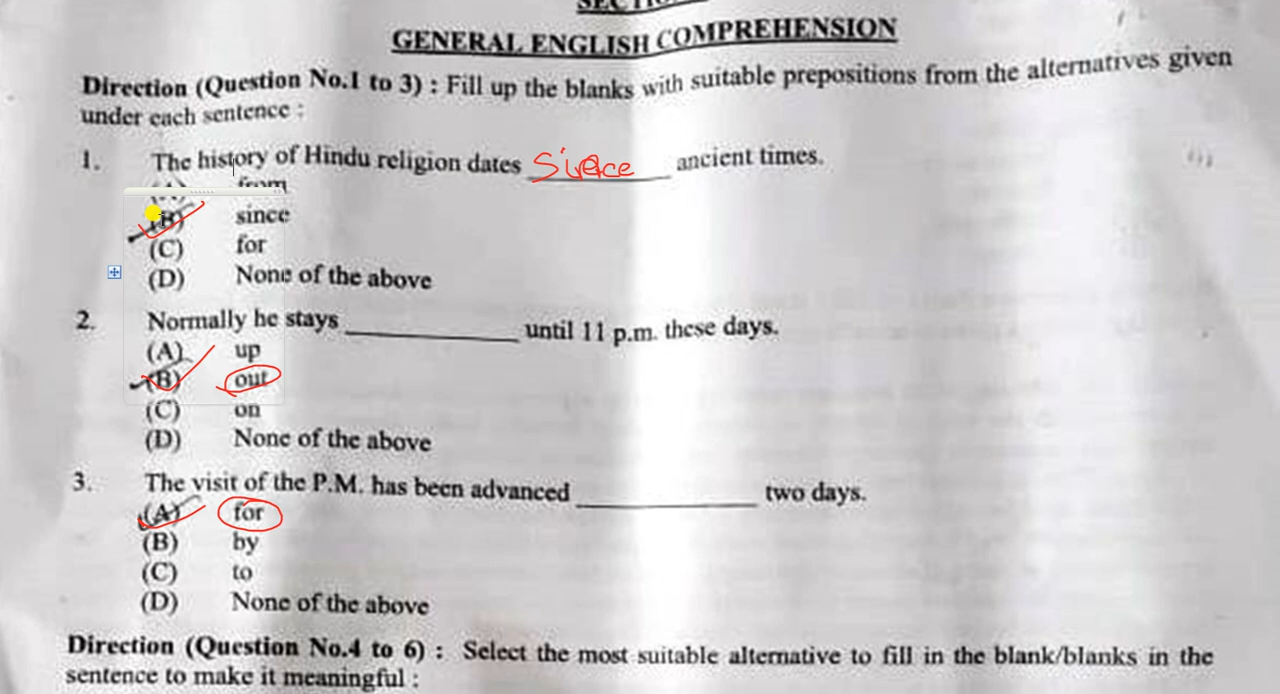 GENERAL ENGLISH COMPREHENSION
Direction (Question No.1 to 3) : Fill up the blanks with suitable prepositions from the alternatives given
under each sentence :
1. The history of Hindu religion dates Since ancient times.
from
(B) since
(C) for
(D) None of the above
2. Normally he stays __________ until 11 p.m. these days.
(A) up
(B) out
(C) on
(D) None of the above
3. The visit of the P.M. has been advanced __________ two days.
(A) for
(B) by
(C) to
(D) None of the above
Direction (Question No.4 to 6) : Select the most suitable alternative to fill in the blank/blanks in the
sentence to make it meaningful :